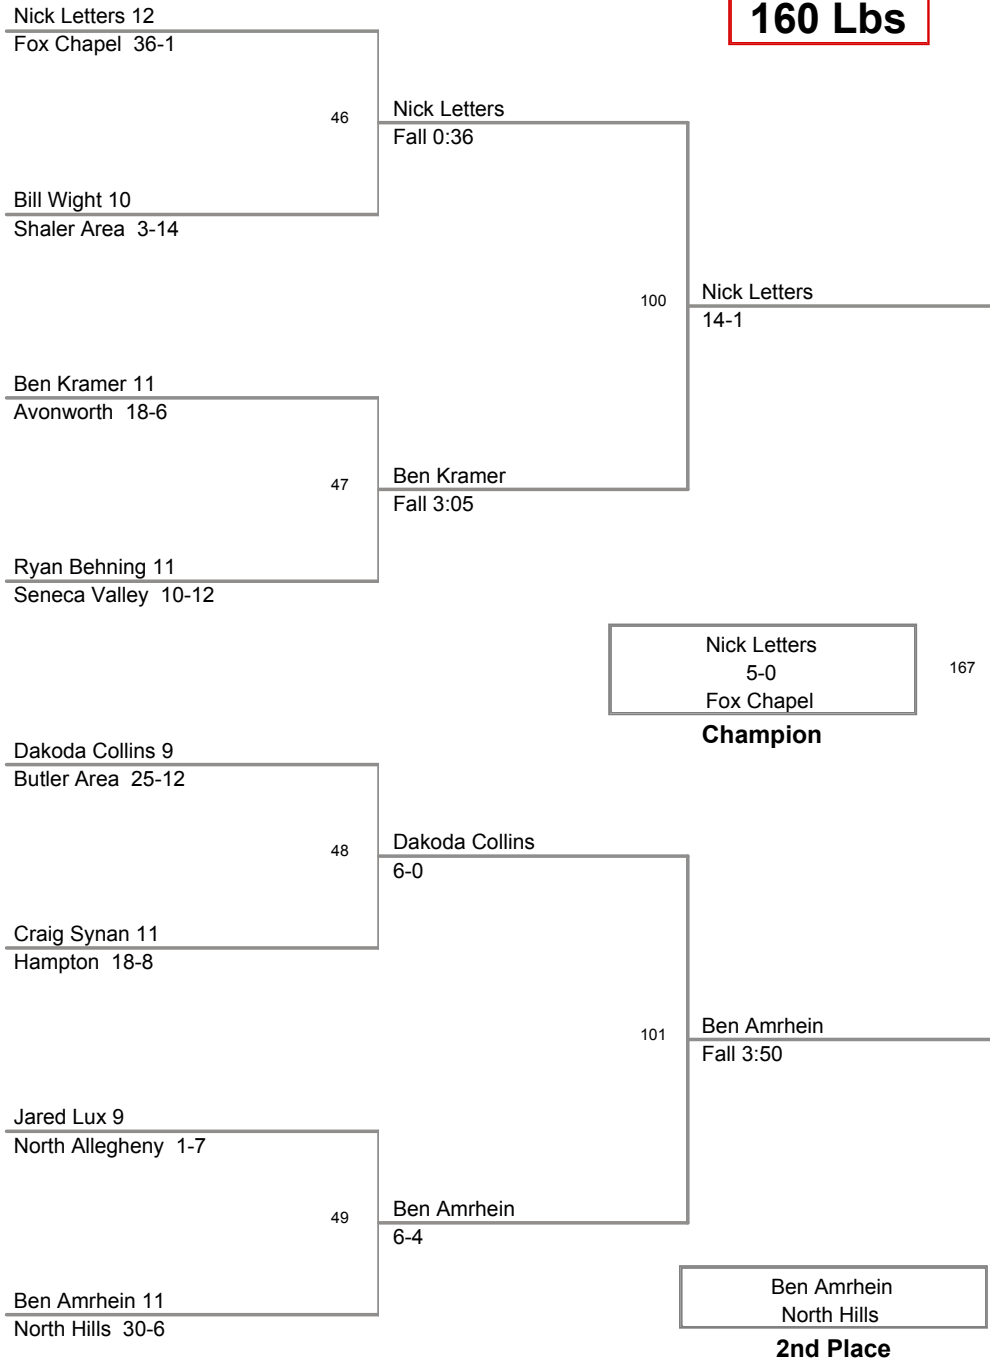 160 Lbs
Nick Letters 12
Fox Chapel 36-1
46
Nick Letters
Fall 0:36
Bill Wight 10
Shaler Area 3-14
100
Nick Letters
14-1
Ben Kramer 11
Avonworth 18-6
47
Ben Kramer
Fall 3:05
Ryan Behning 11
Seneca Valley 10-12
Nick Letters
5-0
Fox Chapel
167
Champion
Dakoda Collins 9
Butler Area 25-12
48
Dakoda Collins
6-0
Craig Synan 11
Hampton 18-8
101
Ben Amrhein
Fall 3:50
Jared Lux 9
North Allegheny 1-7
49
Ben Amrhein
6-4
Ben Amrhein 11
North Hills 30-6
Ben Amrhein
North Hills
2nd Place